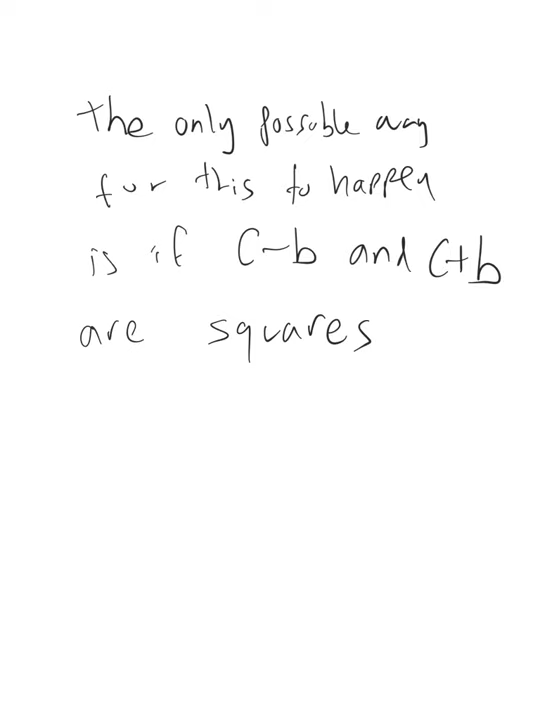 the only possible way
for this to happen
is if C-b and C+b
are squares